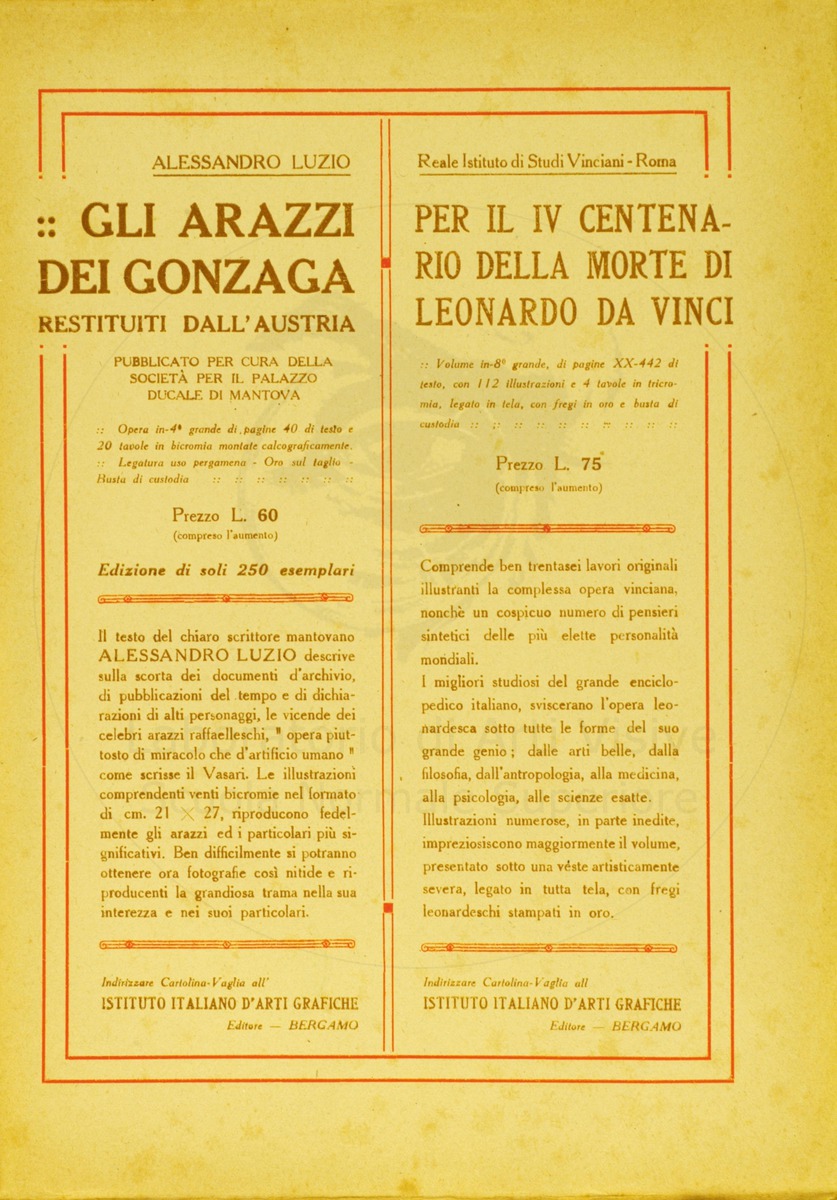 ALESSANDRO LUZIO
:: GLI ARAZZI
DEI GONZAGA
RESTITUITI DALL'AUSTRIA
PUBBLICATO PER CURA DELLA
SOCIETÀ PER IL PALAZZO
DUCALE DI MANTOVA
:: Opera in-4° grande di pagine 40 di testo e
20 tavole in bicromia montate calcograficamente.
:: Legatura uso pergamena - Oro sul taglio -
Busta di custodia :: :: :: :: :: :: ::
Prezzo L. 60
(compreso l'aumento)
Edizione di soli 250 esemplari
Il testo del chiaro scrittore mantovano
ALESSANDRO LUZIO descrive
sulla scorta dei documenti d'archivio,
di pubblicazioni del tempo e di dichia-
razioni di alti personaggi, le vicende dei
celebri arazzi raffaelleschi, " opera piut-
tosto di miracolo che d'artificio umano "
come scrisse il Vasari. Le illustrazioni
comprendenti venti bicromie nel formato
di cm. 21 × 27, riproducono fedel-
mente gli arazzi ed i particolari più si-
gnificativi. Ben difficilmente si potranno
ottenere ora fotografie così nitide e ri-
producenti la grandiosa trama nella sua
interezza e nei suoi particolari.
Indirizzare Cartolina-Vaglia all'
ISTITUTO ITALIANO D'ARTI GRAFICHE
Editore — BERGAMO
Reale Istituto di Studi Vinciani - Roma
PER IL IV CENTENA-
RIO DELLA MORTE DI
LEONARDO DA VINCI
:: Volume in-8° grande, di pagine XX-442 di
testo, con 112 illustrazioni e 4 tavole in tricro-
mia, legato in tela, con fregi in oro e busta di
custodia :: :: :: :: :: :: :: :: ::
Prezzo L. 75
(compreso l'aumento)
Comprende ben trentasei lavori originali
illustranti la complessa opera vinciana,
nonchè un cospicuo numero di pensieri
sintetici delle più elette personalità
mondiali.
I migliori studiosi del grande enciclo-
pedico italiano, sviscerano l'opera leo-
nardesca sotto tutte le forme del suo
grande genio ; dalle arti belle, dalla
filosofia, dall'antropologia, alla medicina,
alla psicologia, alle scienze esatte.
Illustrazioni numerose, in parte inedite,
impreziosiscono maggiormente il volume,
presentato sotto una vèste artisticamente
severa, legato in tutta tela, con fregi
leonardeschi stampati in oro.
Indirizzare Cartolina-Vaglia all
ISTITUTO ITALIANO D'ARTI GRAFICHE
Editore — BERGAMO